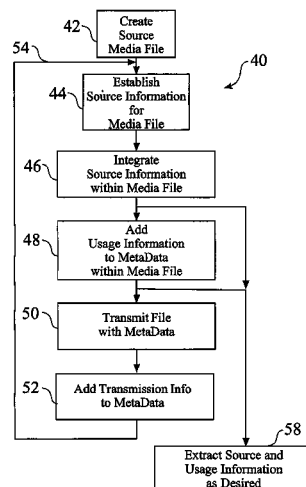 42
Create
Source
Media File
54
40
44
Establish
Source Information
for
Media File
46
Integrate
Source Information
within Media File
48
Add
Usage Information
to MetaData
within Media File
50
Transmit File
with MetaData
52
Add Transmission Info
to MetaData
58
Extract Source and
Usage Information
as Desired